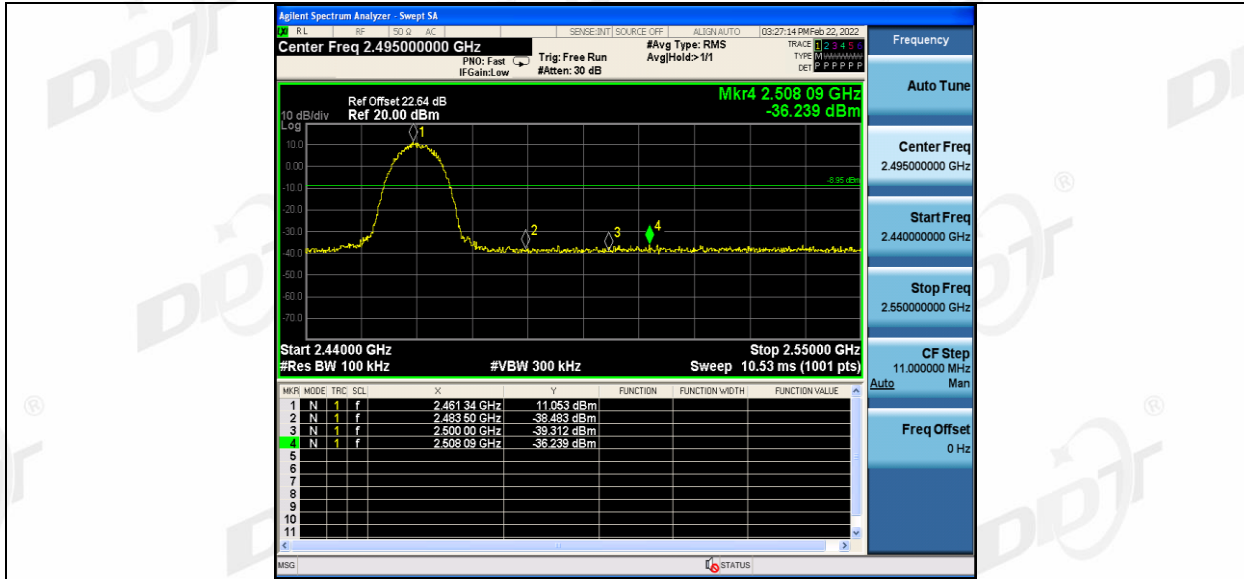 Agilent Spectrum Analyzer - Swept SA
RL RF 50 Ω AC SENSE:INT SOURCE OFF ALIGN AUTO 03:27:14 PM Feb 22, 2022
Center Freq 2.495000000 GHz
#Avg Type: RMS
TRACE 1 2 3 4 5 6
PNO: Fast
Trig: Free Run
Avg|Hold:>1/1
TYPE M
IFGain:Low
#Atten: 30 dB
DET P P P P P P
Mkr4 2.508 09 GHz
-36.239 dBm
Ref Offset 22.64 dB
10 dB/div Ref 20.00 dBm
Log
10.0
0.00
-10.0
-20.0
-30.0
-40.0
-50.0
-60.0
-70.0
1
2
3
4
-8.95 dBm
Start 2.44000 GHz Stop 2.55000 GHz
#Res BW 100 kHz #VBW 300 kHz Sweep 10.53 ms (1001 pts)
MKR MODE TRC SCL X Y FUNCTION FUNCTION WIDTH FUNCTION VALUE
1 N 1 f 2.461 34 GHz 11.053 dBm
2 N 1 f 2.483 50 GHz -38.483 dBm
3 N 1 f 2.500 00 GHz -39.312 dBm
4 N 1 f 2.508 09 GHz -36.239 dBm
5
6
7
8
9
10
11
MSG STATUS
Frequency
Auto Tune
Center Freq
2.495000000 GHz
Start Freq
2.440000000 GHz
Stop Freq
2.550000000 GHz
CF Step
11.000000 MHz
Auto Man
Freq Offset
0 Hz